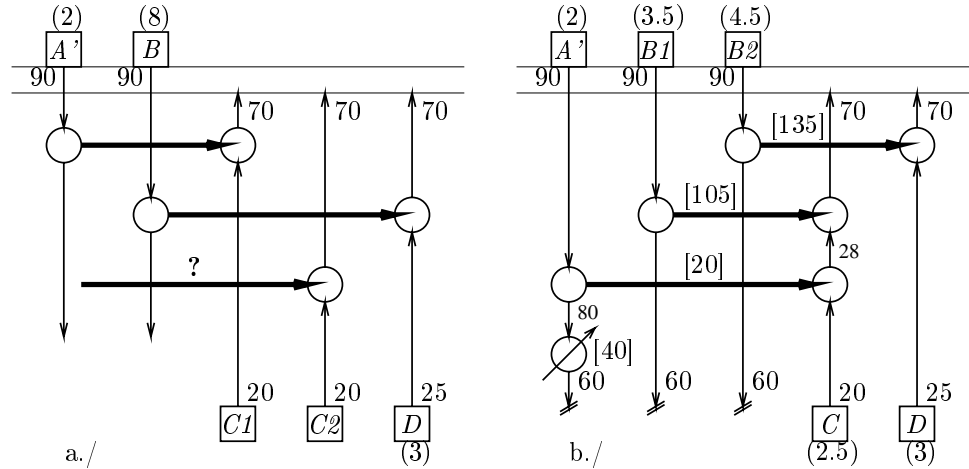 (2) (8) (2) (3.5) (4.5)
A' B A' B1 B2
90 90 90 90 90
70 70 70 70 70
[135]
[105]
? [20] 28
80
[40]
60 60 60
20 20 25 20 25
C1 C2 D C D
a./ (3) b./ (2.5) (3)